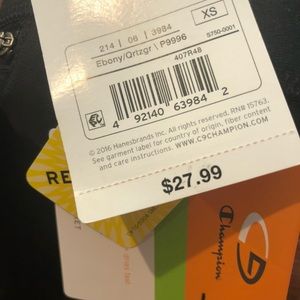 XS
214 | 06 | 3984
Ebony/Qrtzgr \ P9996
5750-0001
407R48
4 92140 63984 2
© 2016 Hanesbrands Inc. All rights reserved. RN# 15763.
See garment label for country of origin, fiber content
and care instructions. WWW.C9CHAMPION.COM
$27.99
RE
Champion
dries fast